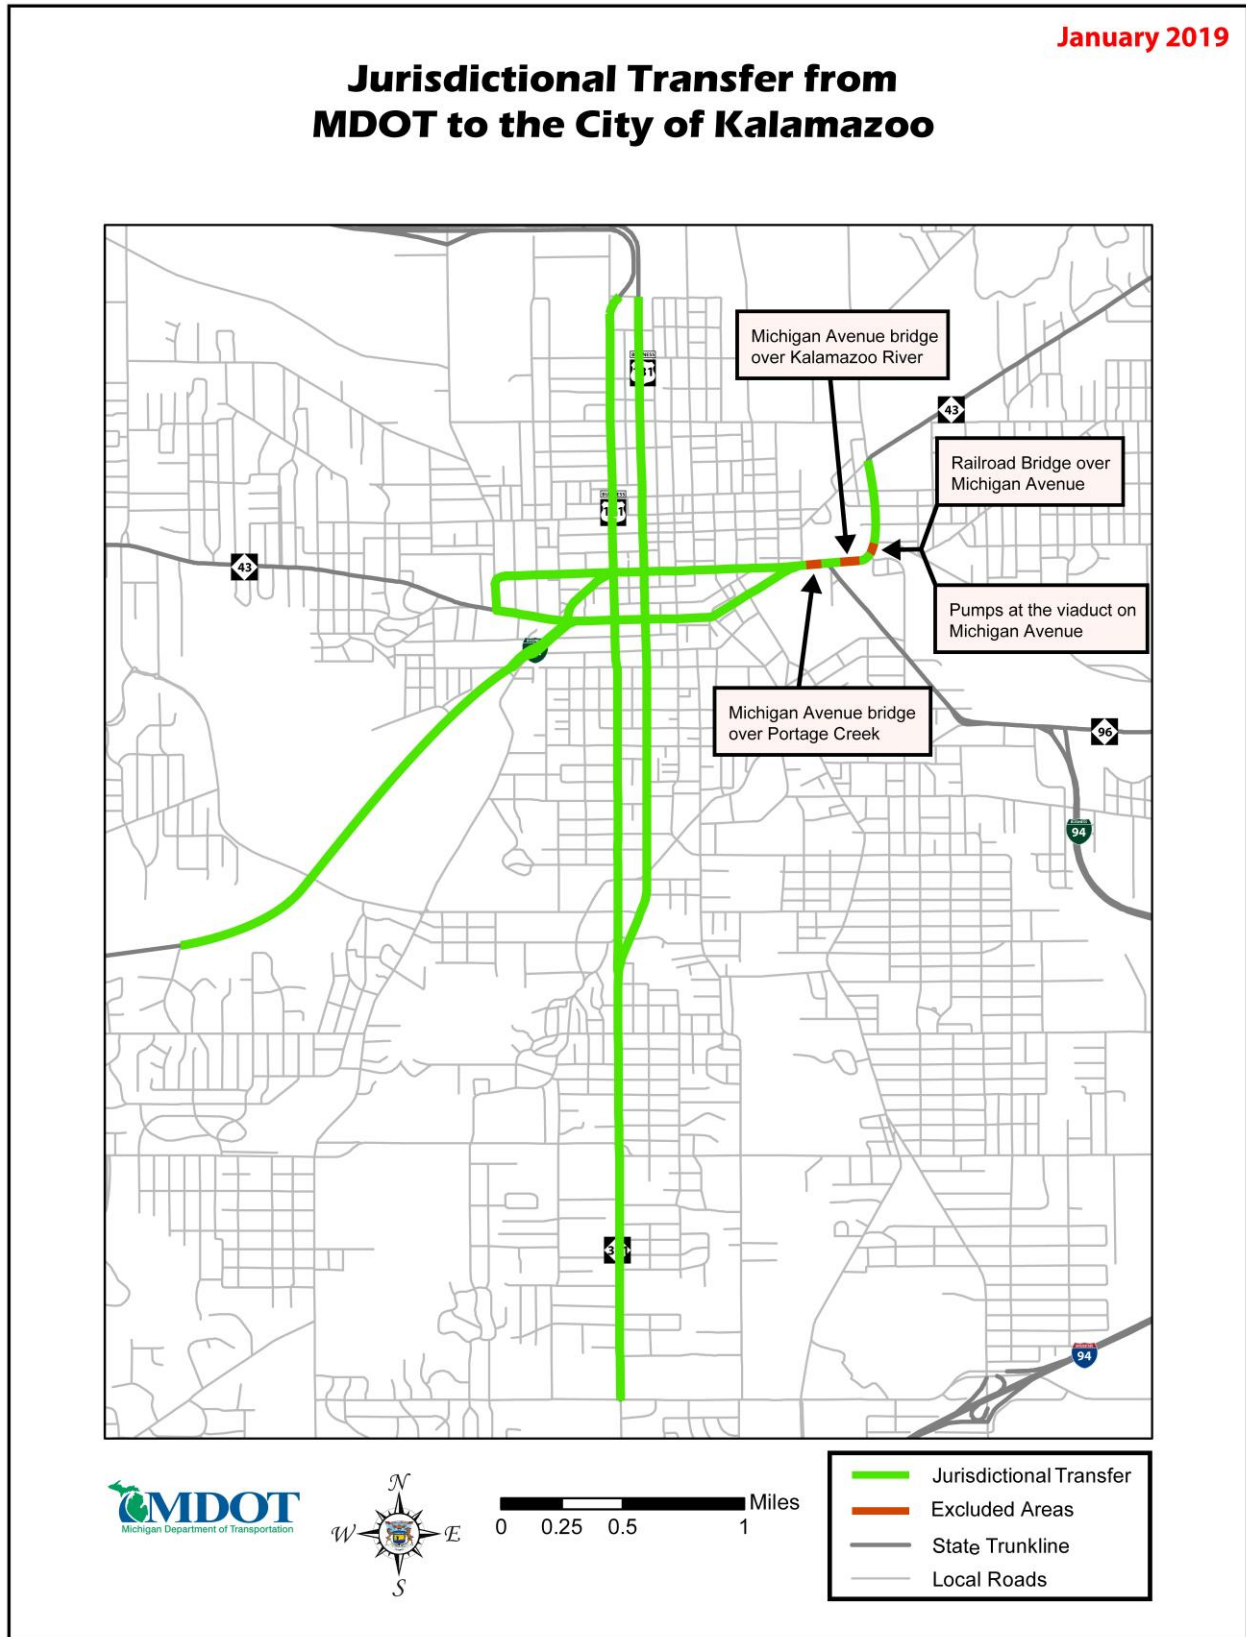 January 2019
Jurisdictional Transfer from
MDOT to the City of Kalamazoo
Michigan Avenue bridge
over Kalamazoo River
BUSINESS
43
Railroad Bridge over
Michigan Avenue
BUSINESS
43
Pumps at the viaduct on
Michigan Avenue
Michigan Avenue bridge
over Portage Creek
96
94
94
MDOT
Michigan Department of Transportation
N
W
E
S
Miles
0 0.25 0.5 1
Jurisdictional Transfer
Excluded Areas
State Trunkline
Local Roads